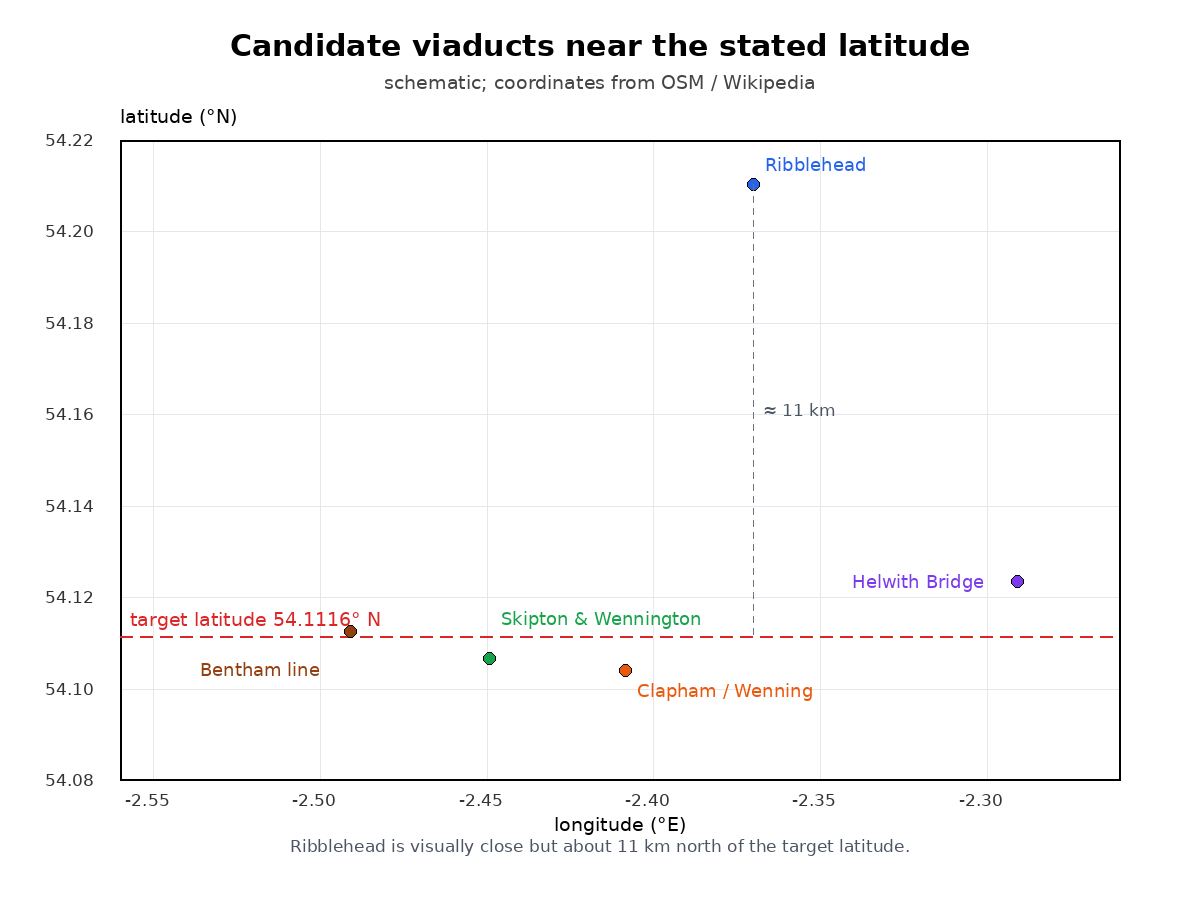 Candidate viaducts near the stated latitude
schematic; coordinates from OSM / Wikipedia
latitude (°N)
54.22
Ribblehead
54.20
54.18
54.16
≈ 11 km
54.14
54.12
Helwith Bridge
target latitude 54.1116° N
Skipton & Wennington
Bentham line
54.10
Clapham / Wenning
54.08
-2.55
-2.50
-2.45
-2.40
-2.35
-2.30
longitude (°E)
Ribblehead is visually close but about 11 km north of the target latitude.